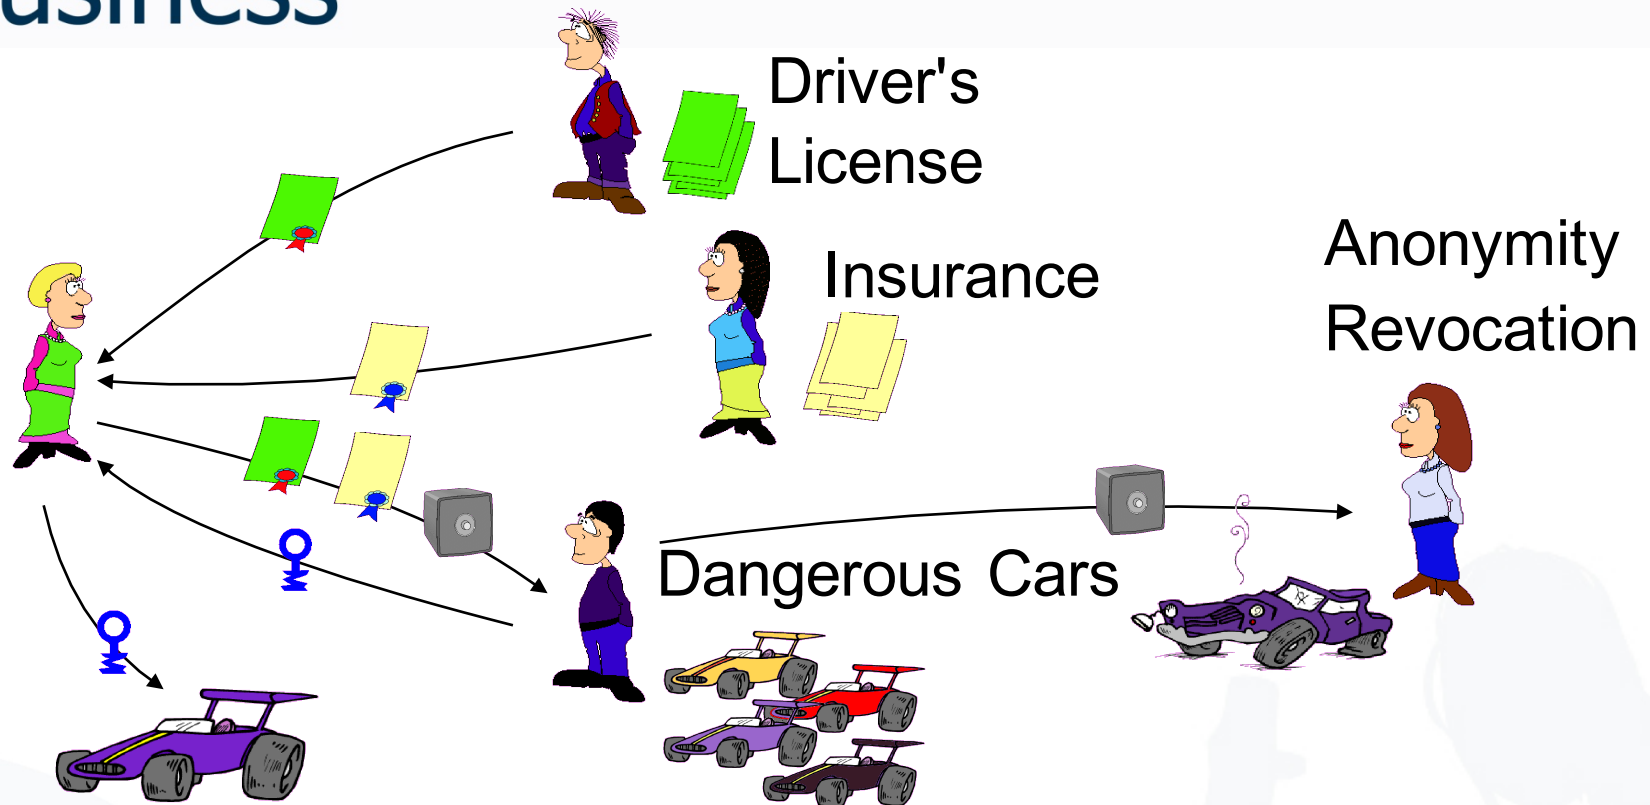 Driver's
License
Insurance
Anonymity
Revocation
Dangerous Cars